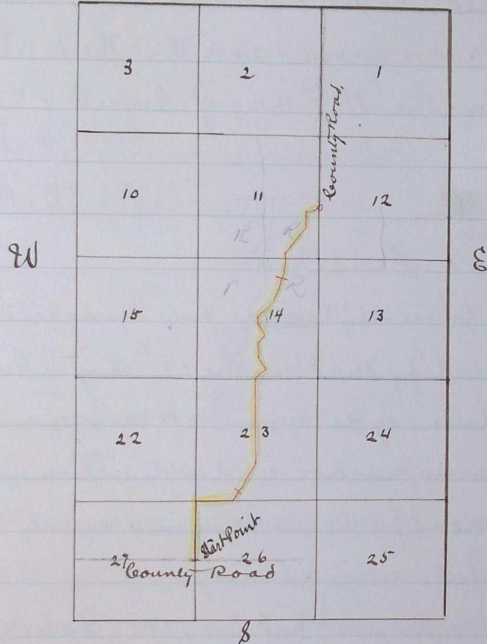 3 2 1
County Road,
10 11 12
W E
15 14 13
22 23 24
Start Point
27 26 25
County Road
S